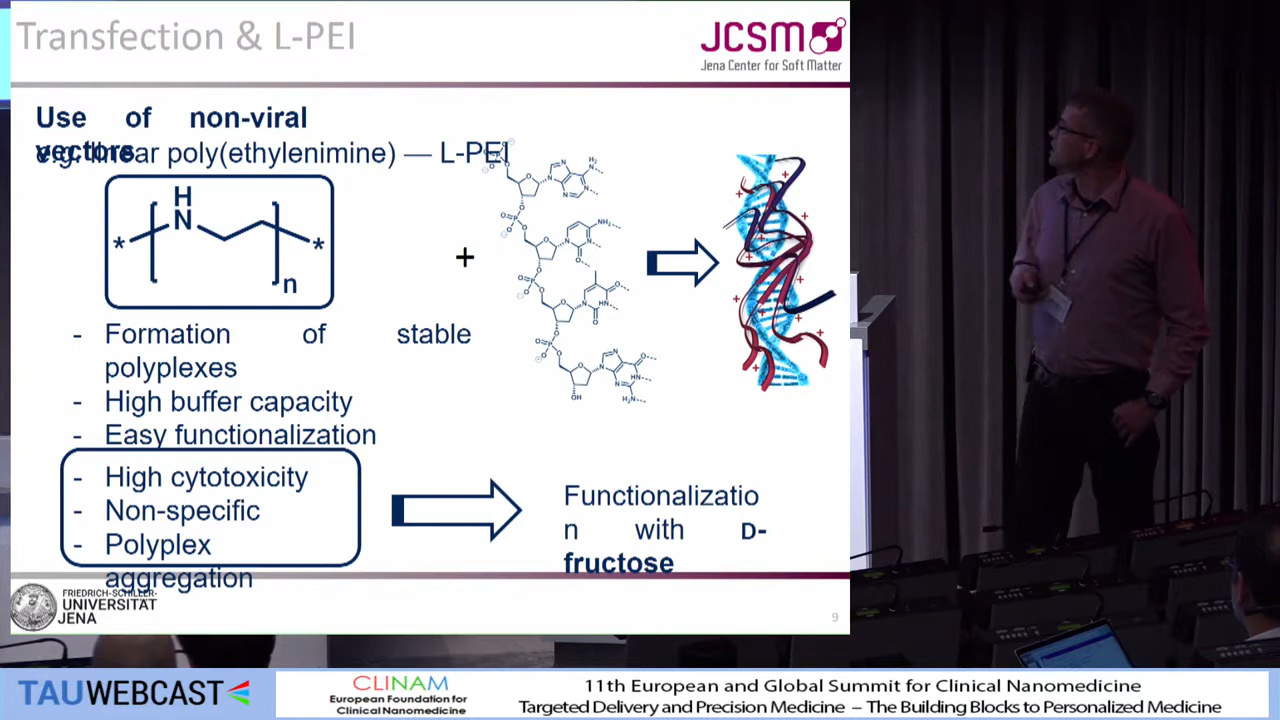 Transfection & L-PEI
JCSM
Jena Center for Soft Matter
Use of non-viral
vectors
e.g. linear poly(ethylenimine) — L-PEI
H
N
*
*
n
+
- Formation of stable
polyplexes
- High buffer capacity
- Easy functionalization
- High cytotoxicity
- Non-specific
- Polyplex
aggregation
Functionalizatio
n with D-
fructose
FRIEDRICH-SCHILLER-
UNIVERSITÄT
JENA
9
TAUWEBCAST
CLINAM
European Foundation for
Clinical Nanomedicine
11th European and Global Summit for Clinical Nanomedicine
Targeted Delivery and Precision Medicine – The Building Blocks to Personalized Medicine